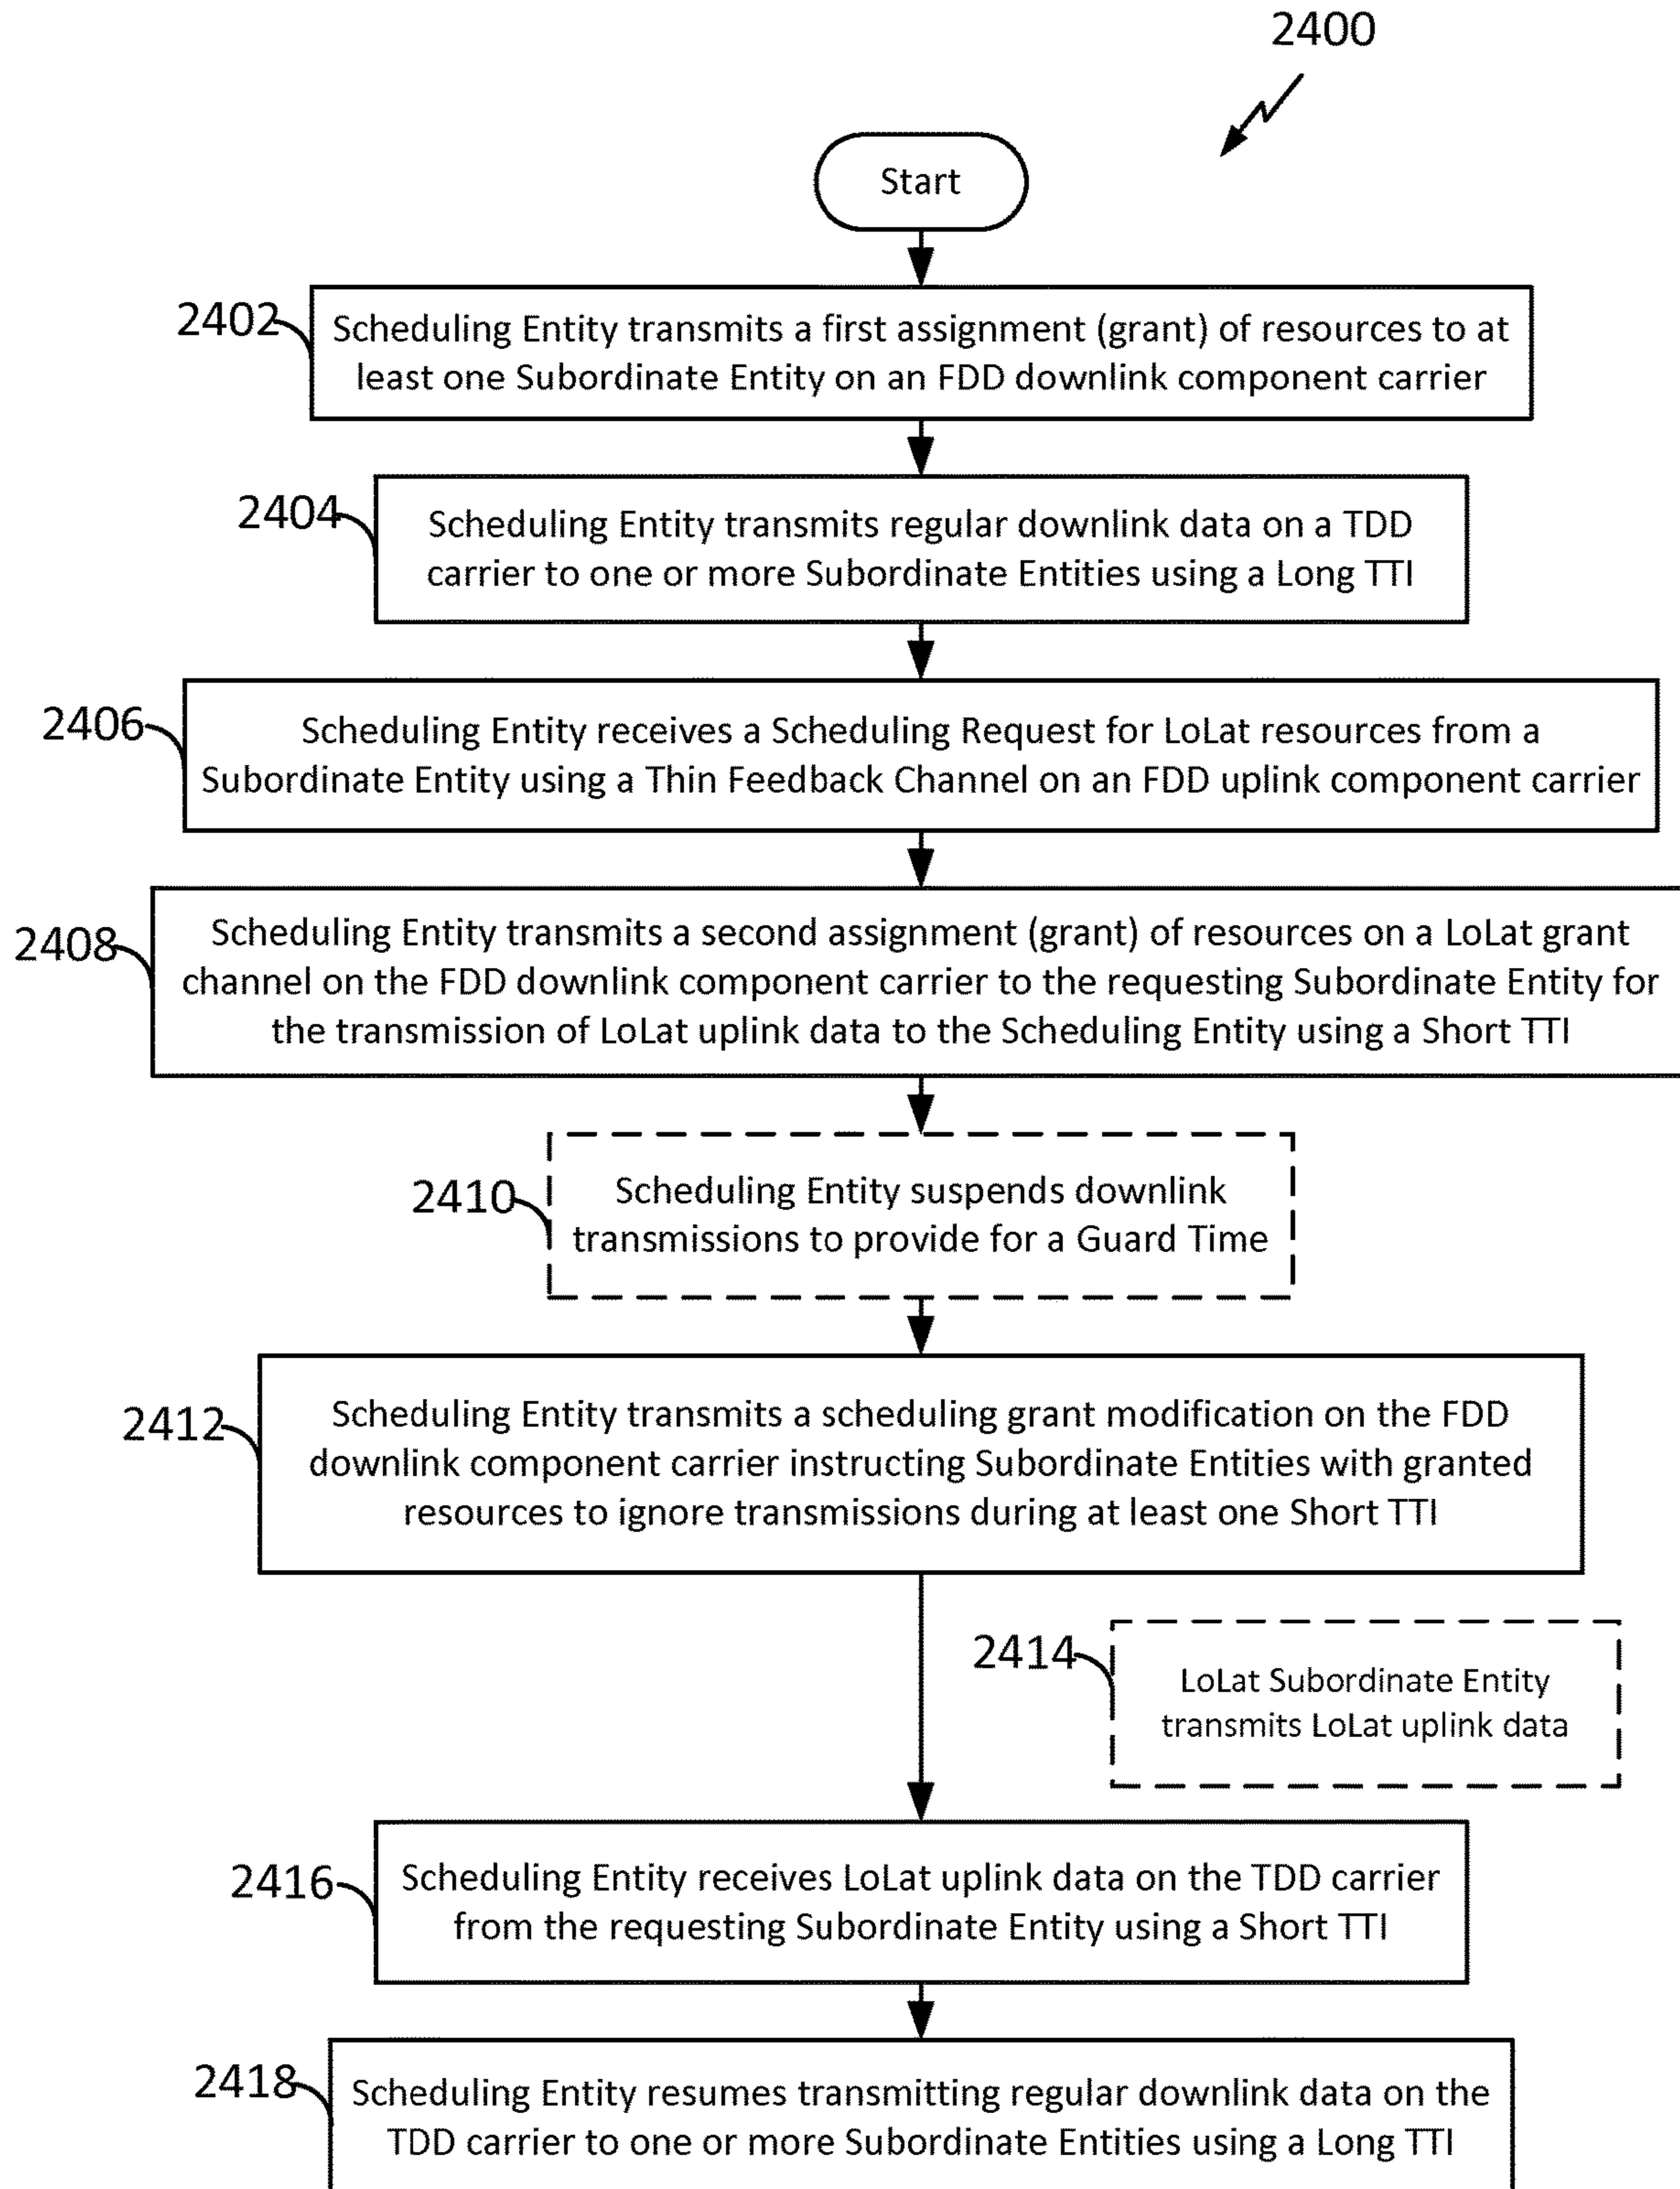 2400
Start
2402
Scheduling Entity transmits a first assignment (grant) of resources to at
least one Subordinate Entity on an FDD downlink component carrier
2404
Scheduling Entity transmits regular downlink data on a TDD
carrier to one or more Subordinate Entities using a Long TTI
2406
Scheduling Entity receives a Scheduling Request for LoLat resources from a
Subordinate Entity using a Thin Feedback Channel on an FDD uplink component carrier
2408
Scheduling Entity transmits a second assignment (grant) of resources on a LoLat grant
channel on the FDD downlink component carrier to the requesting Subordinate Entity for
the transmission of LoLat uplink data to the Scheduling Entity using a Short TTI
2410
Scheduling Entity suspends downlink
transmissions to provide for a Guard Time
2412
Scheduling Entity transmits a scheduling grant modification on the FDD
downlink component carrier instructing Subordinate Entities with granted
resources to ignore transmissions during at least one Short TTI
2414
LoLat Subordinate Entity
transmits LoLat uplink data
2416
Scheduling Entity receives LoLat uplink data on the TDD carrier
from the requesting Subordinate Entity using a Short TTI
2418
Scheduling Entity resumes transmitting regular downlink data on the
TDD carrier to one or more Subordinate Entities using a Long TTI